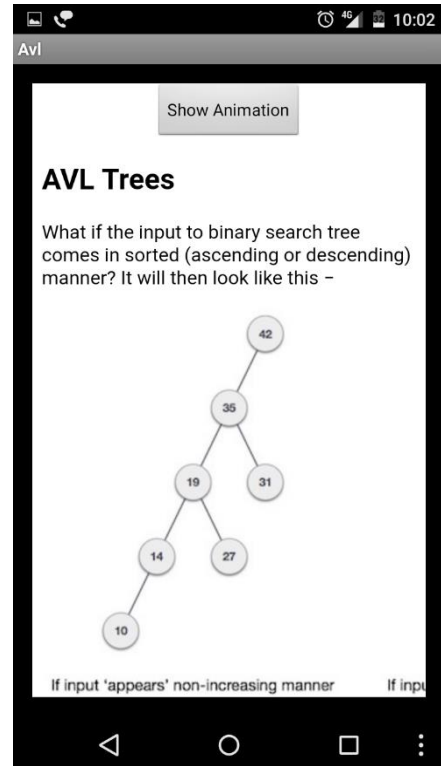 4G 10:02
Avl
Show Animation
AVL Trees
What if the input to binary search tree
comes in sorted (ascending or descending)
manner? It will then look like this –
42
35
19 31
14 27
10
If input 'appears' non-increasing manner If inpu